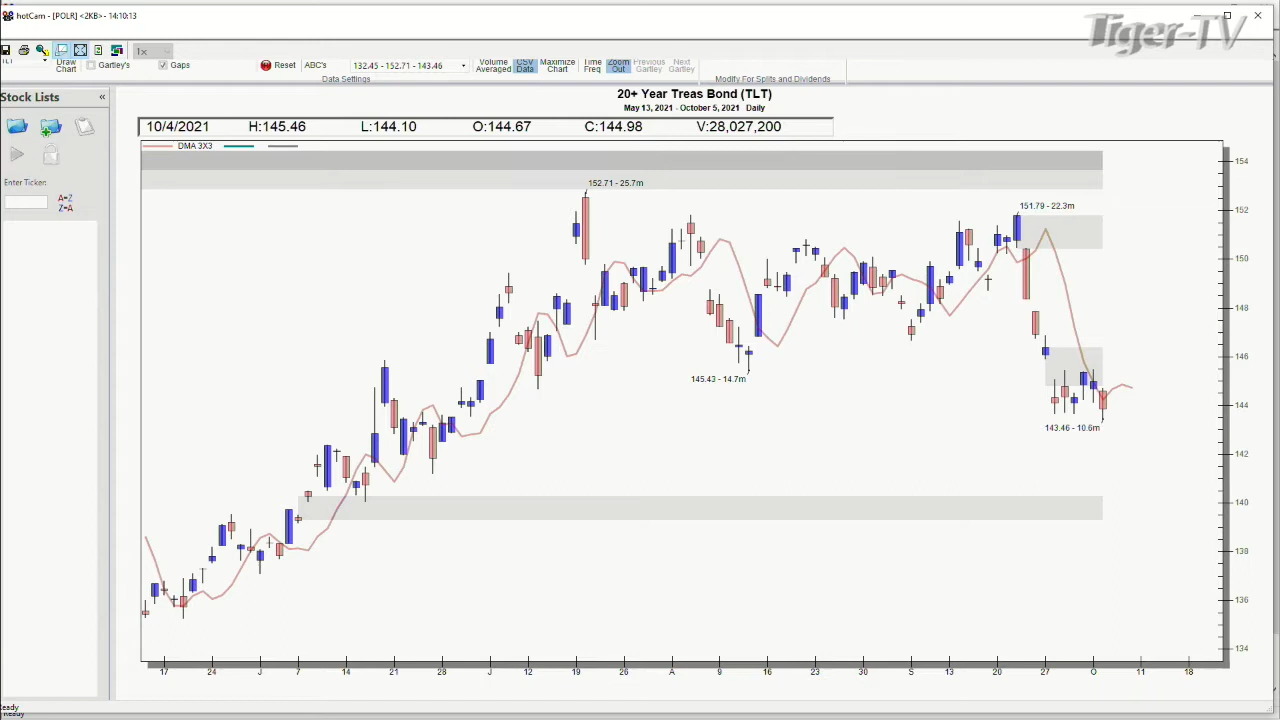 hotCam - [POLR] <2KB> - 14:10:13
Tiger-TV
1x
Draw Chart
Gartley's
Gaps
Reset
ABC's
132.45 - 152.71 - 143.46
Volume Averaged
CSV Data
Maximize Chart
Time Freq
Zoom Out
Previous Gartley
Next Gartley
Data Settings
Modify For Splits and Dividends
Stock Lists
«
20+ Year Treas Bond (TLT)
May 13, 2021 - October 5, 2021 Daily
10/4/2021 H:145.46 L:144.10 O:144.67 C:144.98 V:28,027,200
DMA 3X3
Enter Ticker:
A=Z
Z=A
152.71 - 25.7m
151.79 - 22.3m
145.43 - 14.7m
143.46 - 10.6m
154
152
150
148
146
144
142
140
138
136
134
17 24 J 7 14 21 28 J 12 19 26 A 9 16 23 S 13 20 27 O 11 18
eady
Ready